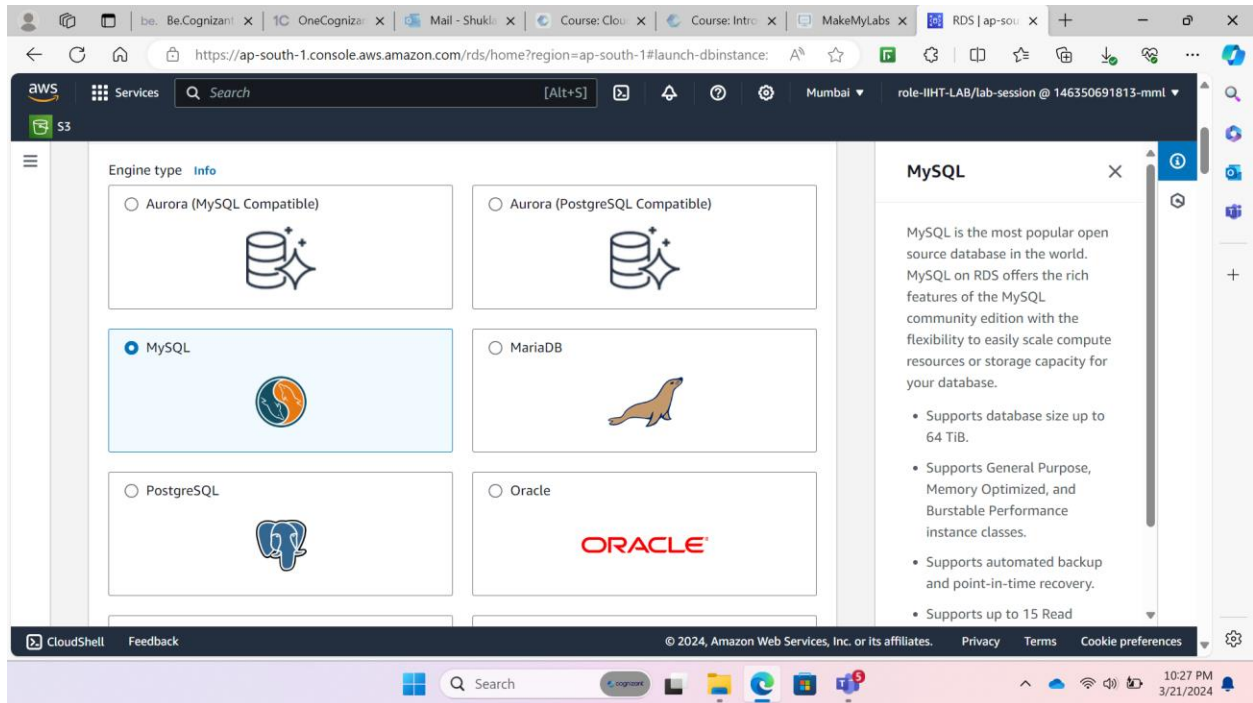 be. Be.Cognizant
1C OneCognizar
Mail - Shukla
Course: Clou
Course: Intro
MakeMyLabs
RDS | ap-sou
https://ap-south-1.console.aws.amazon.com/rds/home?region=ap-south-1#launch-dbinstance:
aws
Services
Search
[Alt+S]
Mumbai
role-IIHT-LAB/lab-session @ 146350691813-mml
S3
Engine type Info
Aurora (MySQL Compatible)
Aurora (PostgreSQL Compatible)
MySQL
MariaDB
PostgreSQL
Oracle
ORACLE
MySQL
MySQL is the most popular open
source database in the world.
MySQL on RDS offers the rich
features of the MySQL
community edition with the
flexibility to easily scale compute
resources or storage capacity for
your database.
• Supports database size up to
64 TiB.
• Supports General Purpose,
Memory Optimized, and
Burstable Performance
instance classes.
• Supports automated backup
and point-in-time recovery.
• Supports up to 15 Read
CloudShell
Feedback
© 2024, Amazon Web Services, Inc. or its affiliates.
Privacy
Terms
Cookie preferences
Search
cognizant
5
10:27 PM
3/21/2024